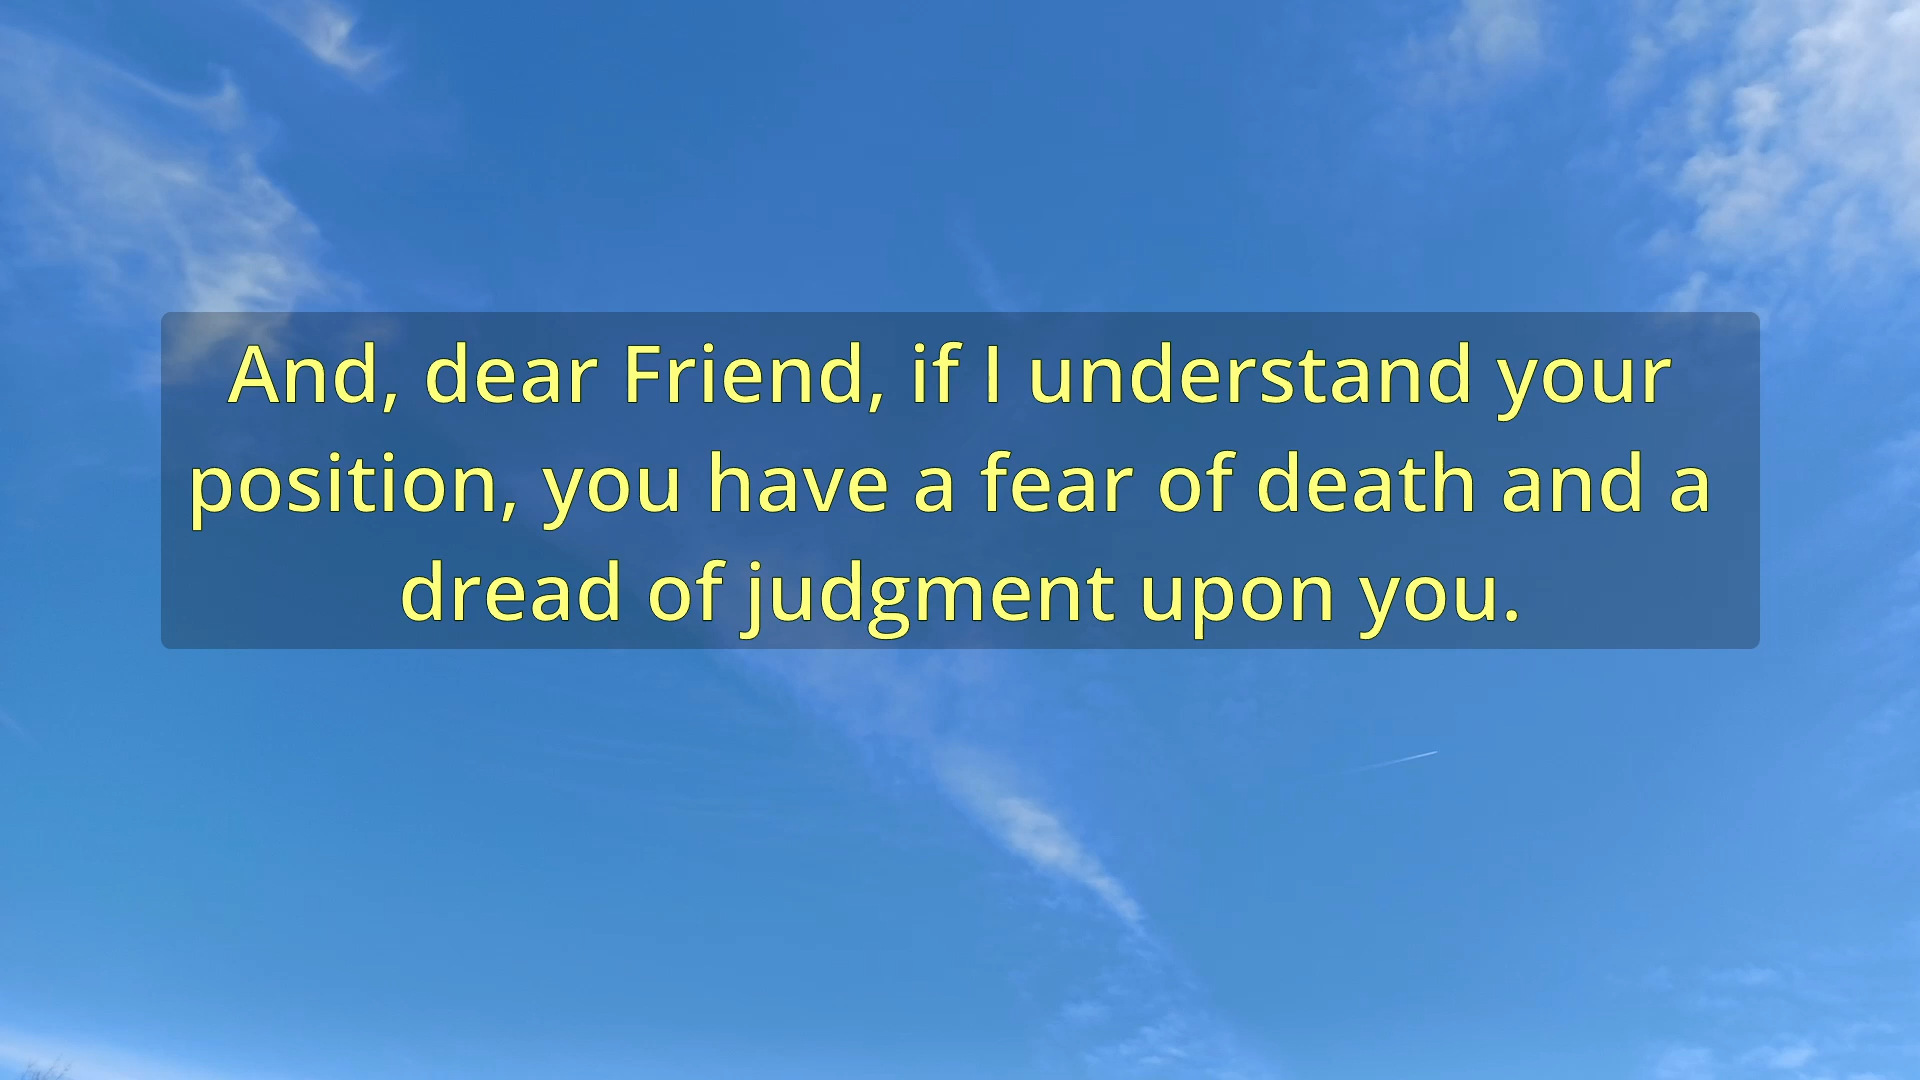 And, dear Friend, if I understand your
position, you have a fear of death and a
dread of judgment upon you.